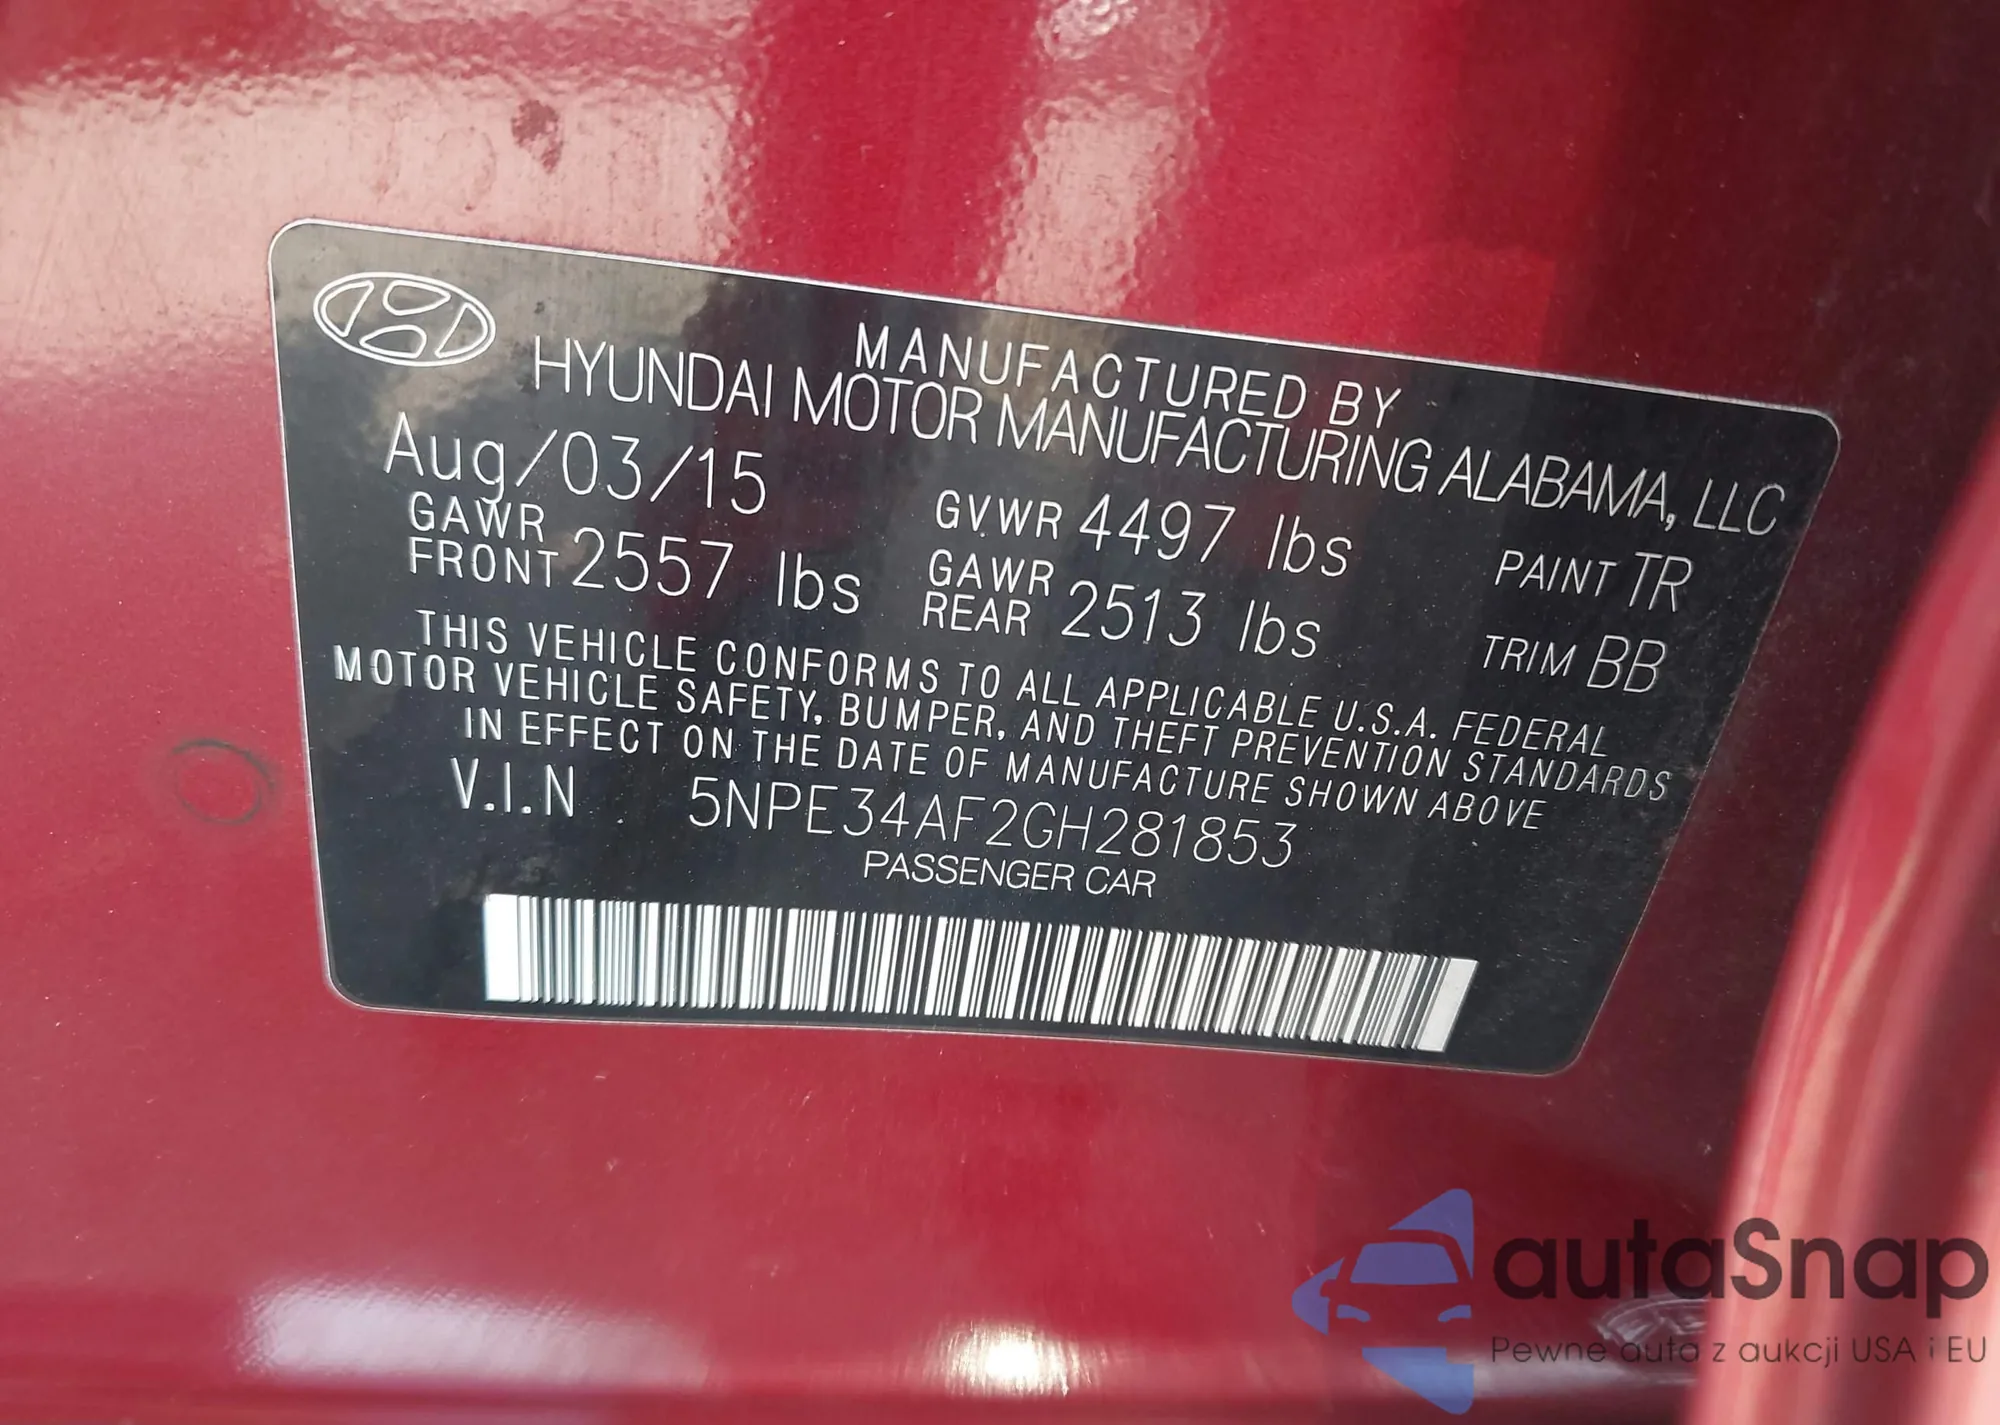 MANUFACTURED BY
HYUNDAI MOTOR MANUFACTURING ALABAMA, LLC
Aug/03/15 GVWR 4497 lbs PAINT TR
GAWR FRONT 2557 lbs GAWR REAR 2513 lbs TRIM BB
THIS VEHICLE CONFORMS TO ALL APPLICABLE U.S.A. FEDERAL
MOTOR VEHICLE SAFETY, BUMPER, AND THEFT PREVENTION STANDARDS
IN EFFECT ON THE DATE OF MANUFACTURE SHOWN ABOVE
V.I.N 5NPE34AF2GH281853
PASSENGER CAR
autaSnap
Pewne auta z aukcji USA i EU